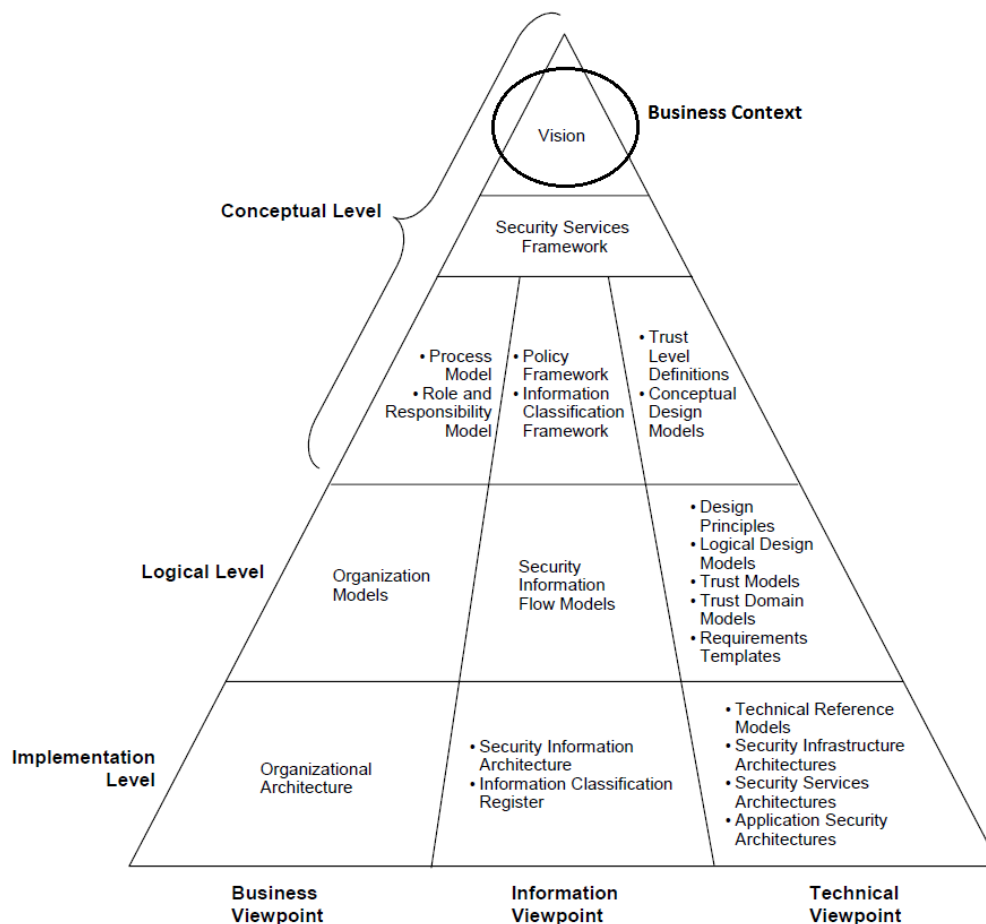 Business Context
Vision
Conceptual Level
Security Services
Framework
• Process
Model
• Role and
Responsibility
Model
• Policy
Framework
• Information
Classification
Framework
• Trust
Level
Definitions
• Conceptual
Design
Models
Logical Level
Organization
Models
Security
Information
Flow Models
• Design
Principles
• Logical Design
Models
• Trust Models
• Trust Domain
Models
• Requirements
Templates
Implementation
Level
Organizational
Architecture
• Security Information
Architecture
• Information Classification
Register
• Technical Reference
Models
• Security Infrastructure
Architectures
• Security Services
Architectures
• Application Security
Architectures
Business
Viewpoint
Information
Viewpoint
Technical
Viewpoint